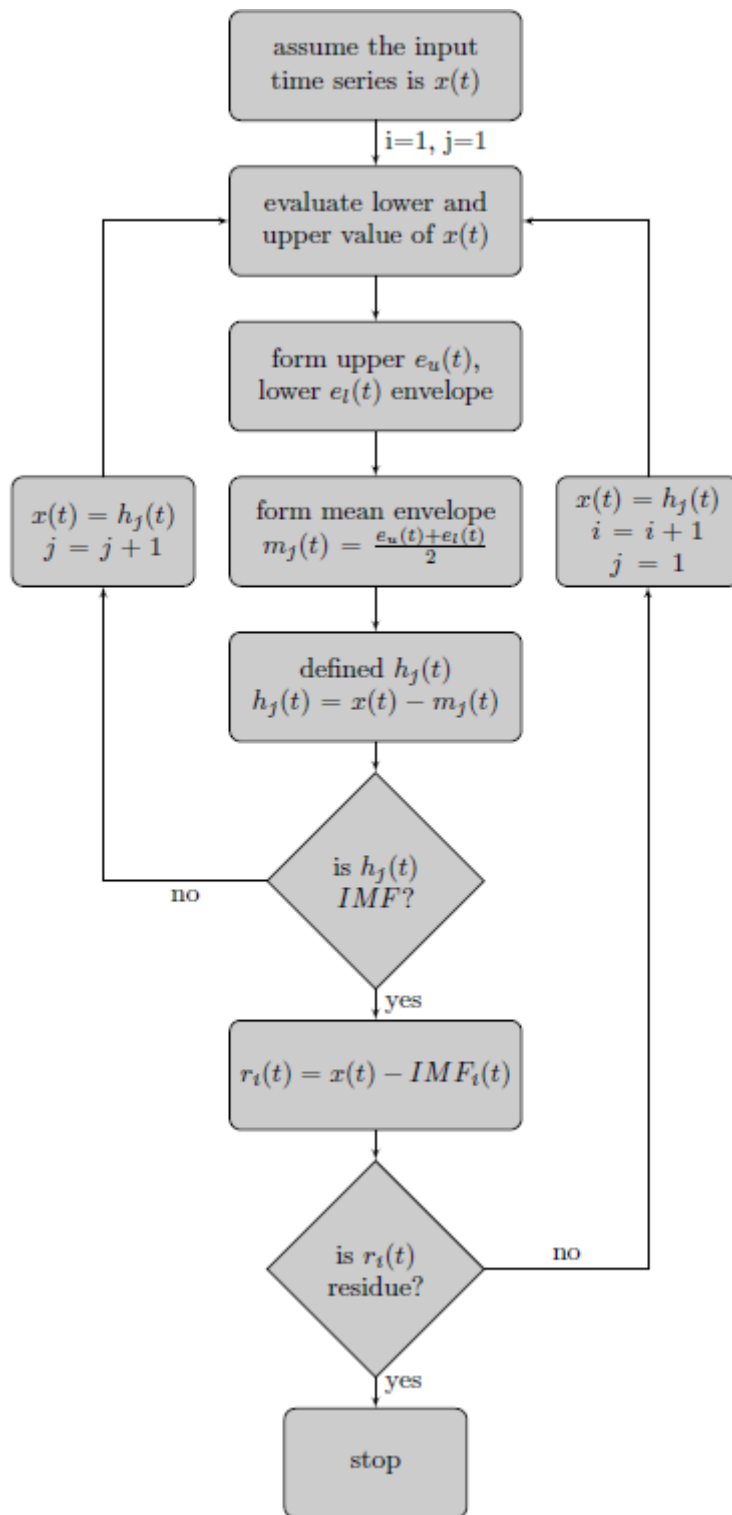 assume the input
time series is x(t)
i=1, j=1
evaluate lower and
upper value of x(t)
form upper e_u(t),
lower e_l(t) envelope
form mean envelope
m_j(t) = \frac{e_u(t)+e_l(t)}{2}
x(t) = h_j(t)
j = j + 1
x(t) = h_j(t)
i = i + 1
j = 1
defined h_j(t)
h_j(t) = x(t) − m_j(t)
is h_j(t)
IMF?
no
yes
r_i(t) = x(t) − IMF_i(t)
is r_i(t)
residue?
no
yes
stop